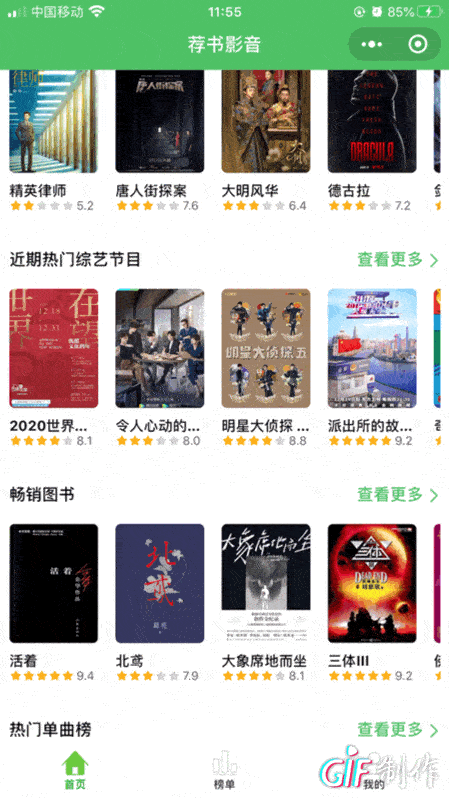 中国移动
11:55
85%
荐书影音
精英律师
5.2
唐人街探案
7.6
大明风华
6.4
德古拉
7.2
DRACULA
近期热门综艺节目
查看更多
世界
在望
12.18
12.31
明星大侦探五
2020世界...
8.1
令人心动的...
8.0
明星大侦探 ...
8.8
派出所的故...
9.2
畅销图书
查看更多
活着
北鸢
葛亮
大象席地而坐
三体
活着
9.4
北鸢
7.9
大象席地而坐
8.1
三体III
9.2
热门单曲榜
查看更多
首页
榜单
我的
GIF制作